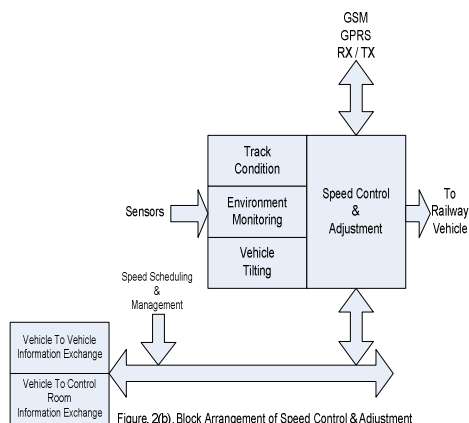 GSM
GPRS
RX / TX
Track
Condition
Environment
Monitoring
Vehicle
Tilting
Speed Control
&
Adjustment
Sensors
To
Railway
Vehicle
Speed Scheduling
&
Management
Vehicle To Vehicle
Information Exchange
Vehicle To Control
Room
Information Exchange
Figure. 2(b). Block Arrangement of Speed Control & Adjustment